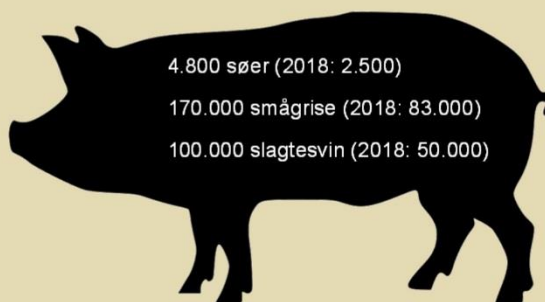 4.800 søer (2018: 2.500)
170.000 smågrise (2018: 83.000)
100.000 slagtesvin (2018: 50.000)